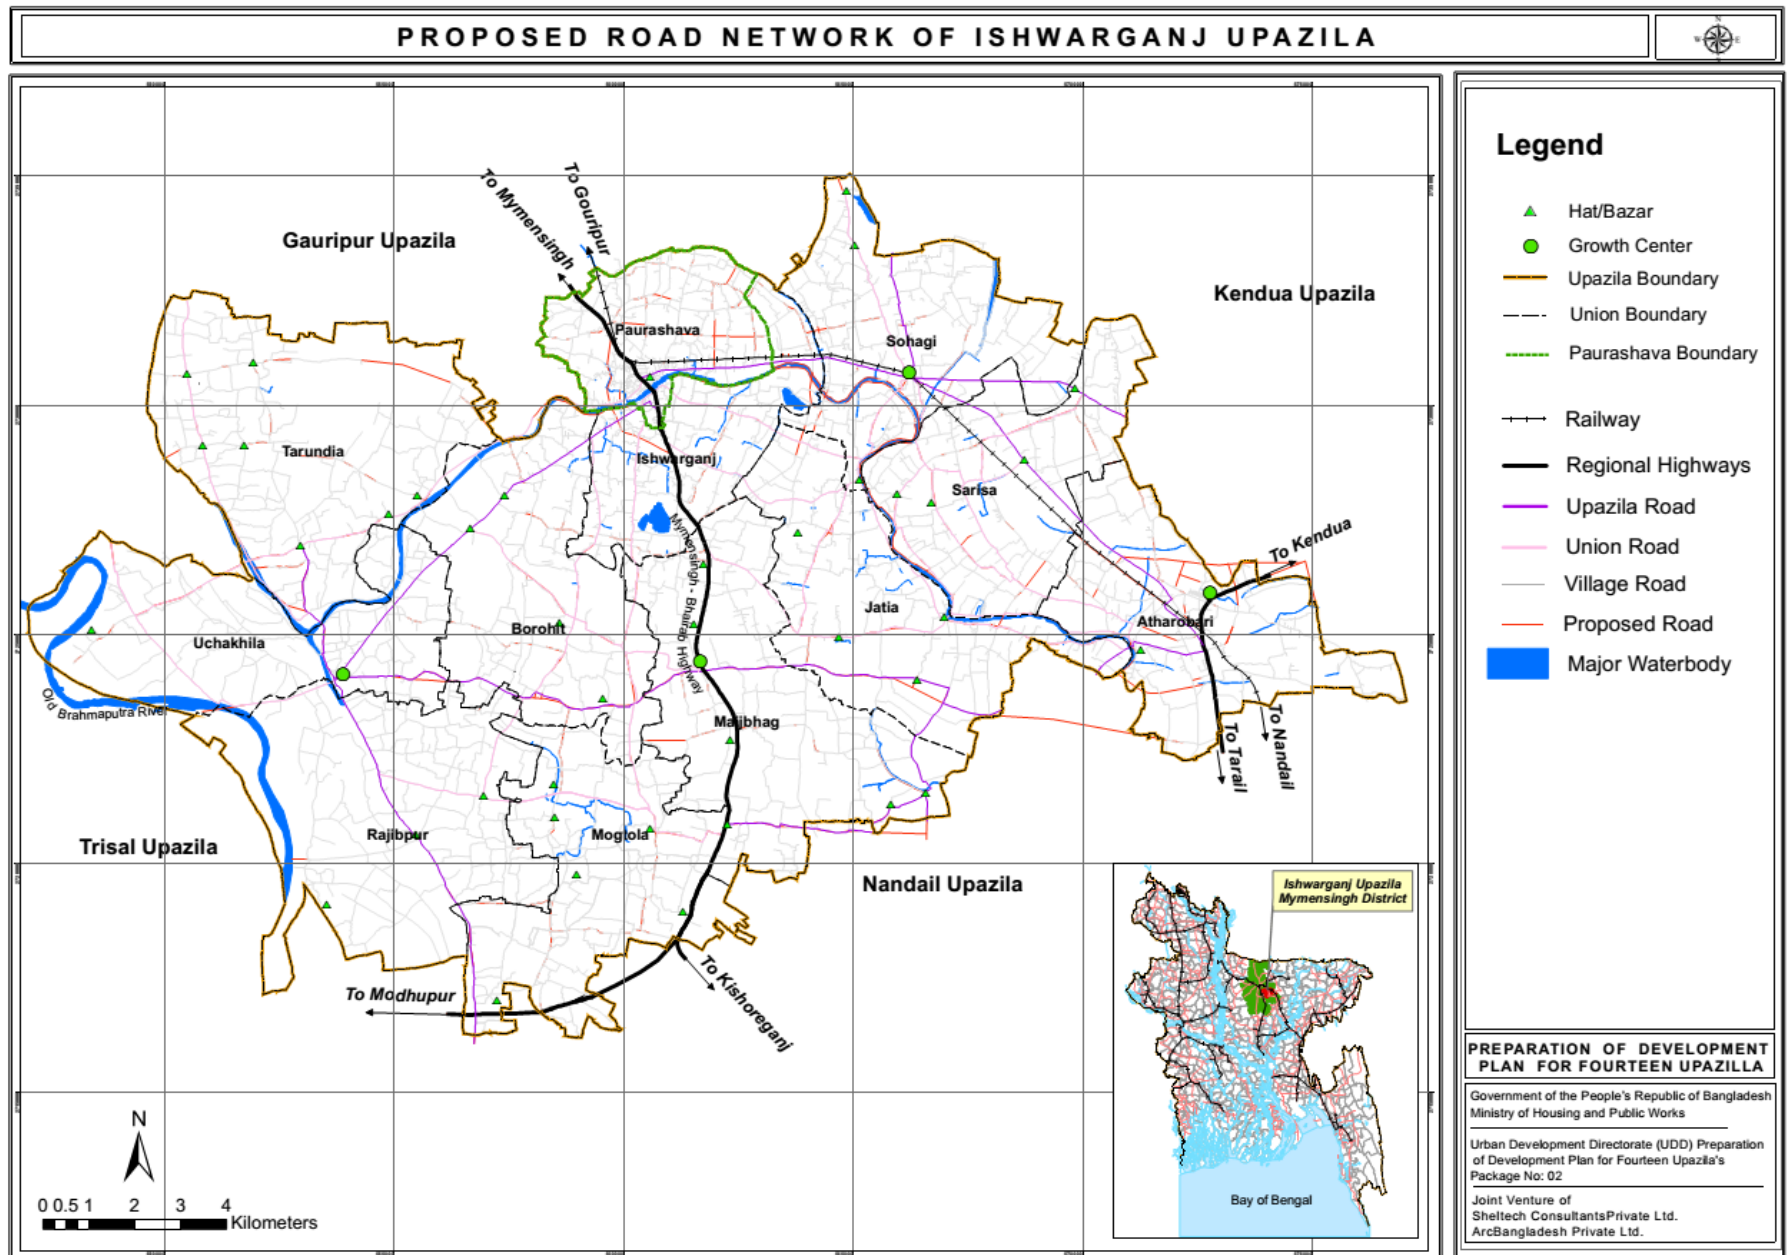 PROPOSED ROAD NETWORK OF ISHWARGANJ UPAZILA
N
W
E
To Mymensingh
To Gouripur
Gauripur Upazila
Kendua Upazila
Paurashava
Sohagi
Tarundia
Ishwarganj
Sarisa
To Kendua
Mymensingh - Bhairab Highway
Jatia
Atharobari
Borohit
Uchakhila
Old Brahmaputra River
Maijbhag
To Tarail
To Nandail
Rajibpur
Mogtola
Trisal Upazila
Nandail Upazila
To Modhupur
To Kishoreganj
Ishwarganj Upazila
Mymensingh District
Bay of Bengal
N
0 0.5 1 2 3 4
Kilometers
Legend
Hat/Bazar
Growth Center
Upazila Boundary
Union Boundary
Paurashava Boundary
Railway
Regional Highways
Upazila Road
Union Road
Village Road
Proposed Road
Major Waterbody
PREPARATION OF DEVELOPMENT
PLAN FOR FOURTEEN UPAZILLA
Government of the People's Republic of Bangladesh
Ministry of Housing and Public Works
Urban Development Directorate (UDD) Preparation
of Development Plan for Fourteen Upazila's
Package No: 02
Joint Venture of
Sheltech ConsultantsPrivate Ltd.
ArcBangladesh Private Ltd.